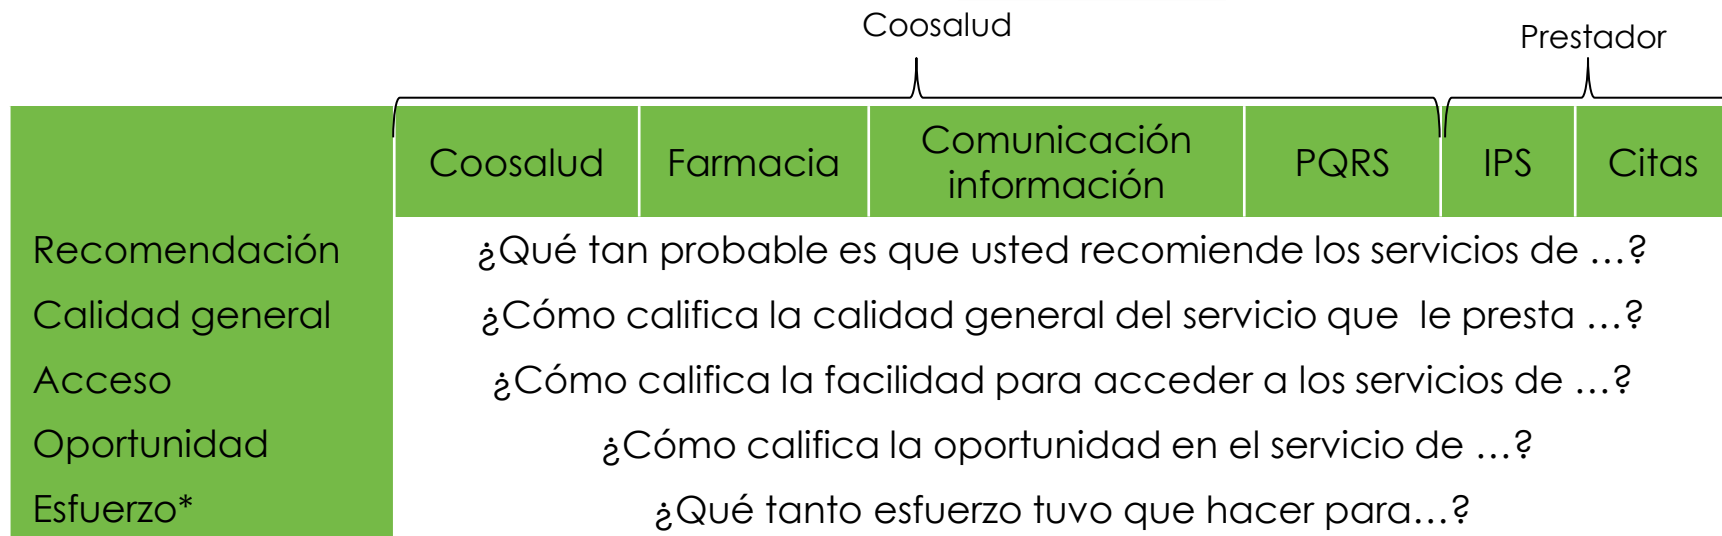 Coosalud
Prestador
Coosalud Farmacia Comunicación información PQRS IPS Citas
Recomendación ¿Qué tan probable es que usted recomiende los servicios de …?
Calidad general ¿Cómo califica la calidad general del servicio que le presta …?
Acceso ¿Cómo califica la facilidad para acceder a los servicios de …?
Oportunidad ¿Cómo califica la oportunidad en el servicio de …?
Esfuerzo* ¿Qué tanto esfuerzo tuvo que hacer para…?